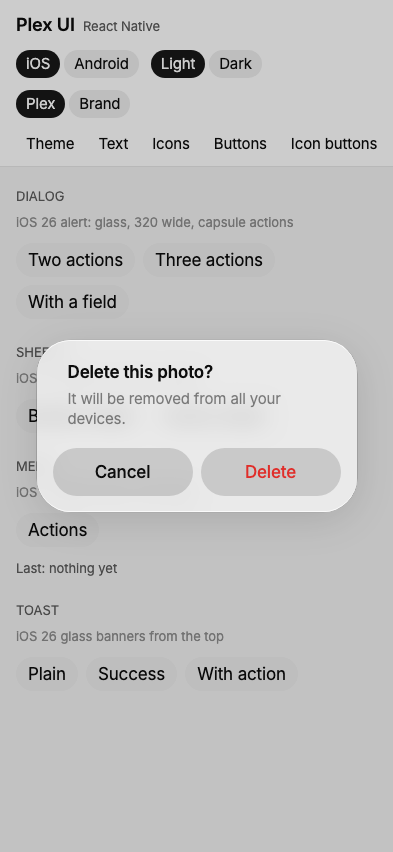 Plex UI React Native
iOS Android Light Dark
Plex Brand
Theme Text Icons Buttons Icon buttons
DIALOG
iOS 26 alert: glass, 320 wide, capsule actions
Two actions Three actions
With a field
Delete this photo?
It will be removed from all your
devices.
Cancel Delete
Actions
Last: nothing yet
TOAST
iOS 26 glass banners from the top
Plain Success With action